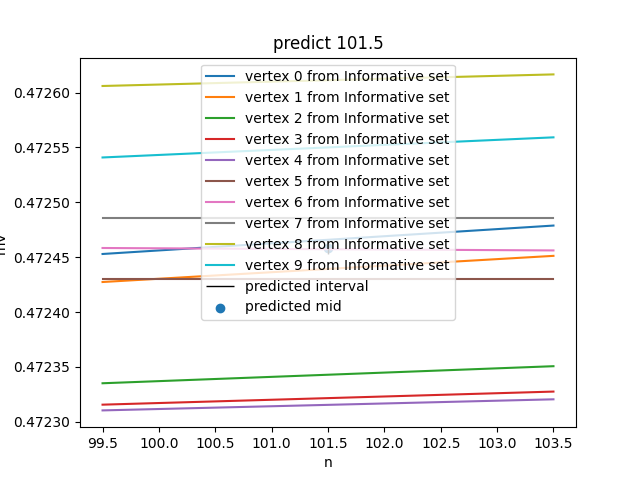 predict 101.5
0.47260
0.47255
0.47250
0.47245
0.47240
0.47235
0.47230
mv
vertex 0 from Informative set
vertex 1 from Informative set
vertex 2 from Informative set
vertex 3 from Informative set
vertex 4 from Informative set
vertex 5 from Informative set
vertex 6 from Informative set
vertex 7 from Informative set
vertex 8 from Informative set
vertex 9 from Informative set
predicted interval
predicted mid
99.5 100.0 100.5 101.0 101.5 102.0 102.5 103.0 103.5
n